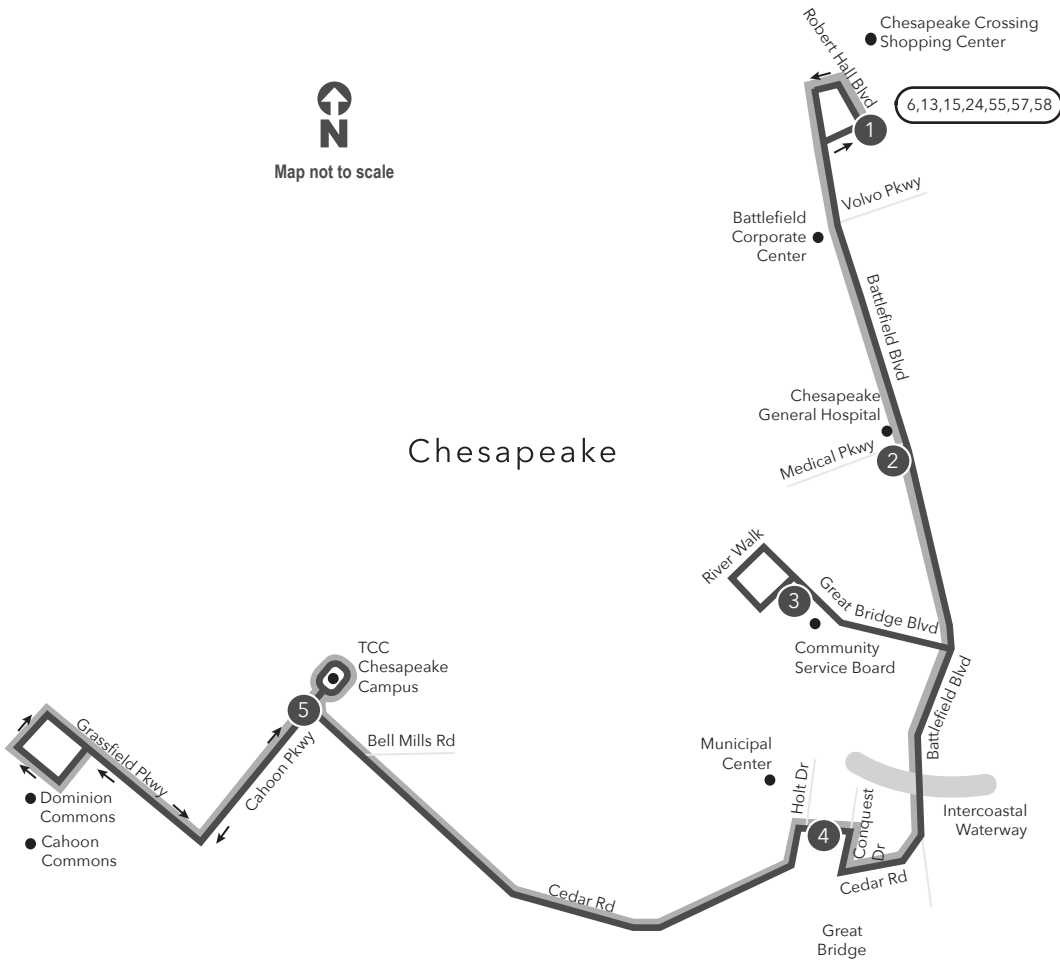 Robert Hall Blvd
Chesapeake Crossing
Shopping Center
6,13,15,24,55,57,58
1
N
Map not to scale
Volvo Pkwy
Battlefield
Corporate
Center
Battlefield Blvd
Chesapeake
General Hospital
Chesapeake
Medical Pkwy
2
River Walk
3
Great Bridge Blvd
Community
Service Board
TCC
Chesapeake
Campus
5
Battlefield Blvd
Grassfield Pkwy
Cahoon Pkwy
Bell Mills Rd
Municipal
Center
Holt Dr
Conquest
Dr
4
Intercoastal
Waterway
Dominion
Commons
Cahoon
Commons
Cedar Rd
Cedar Rd
Great
Bridge